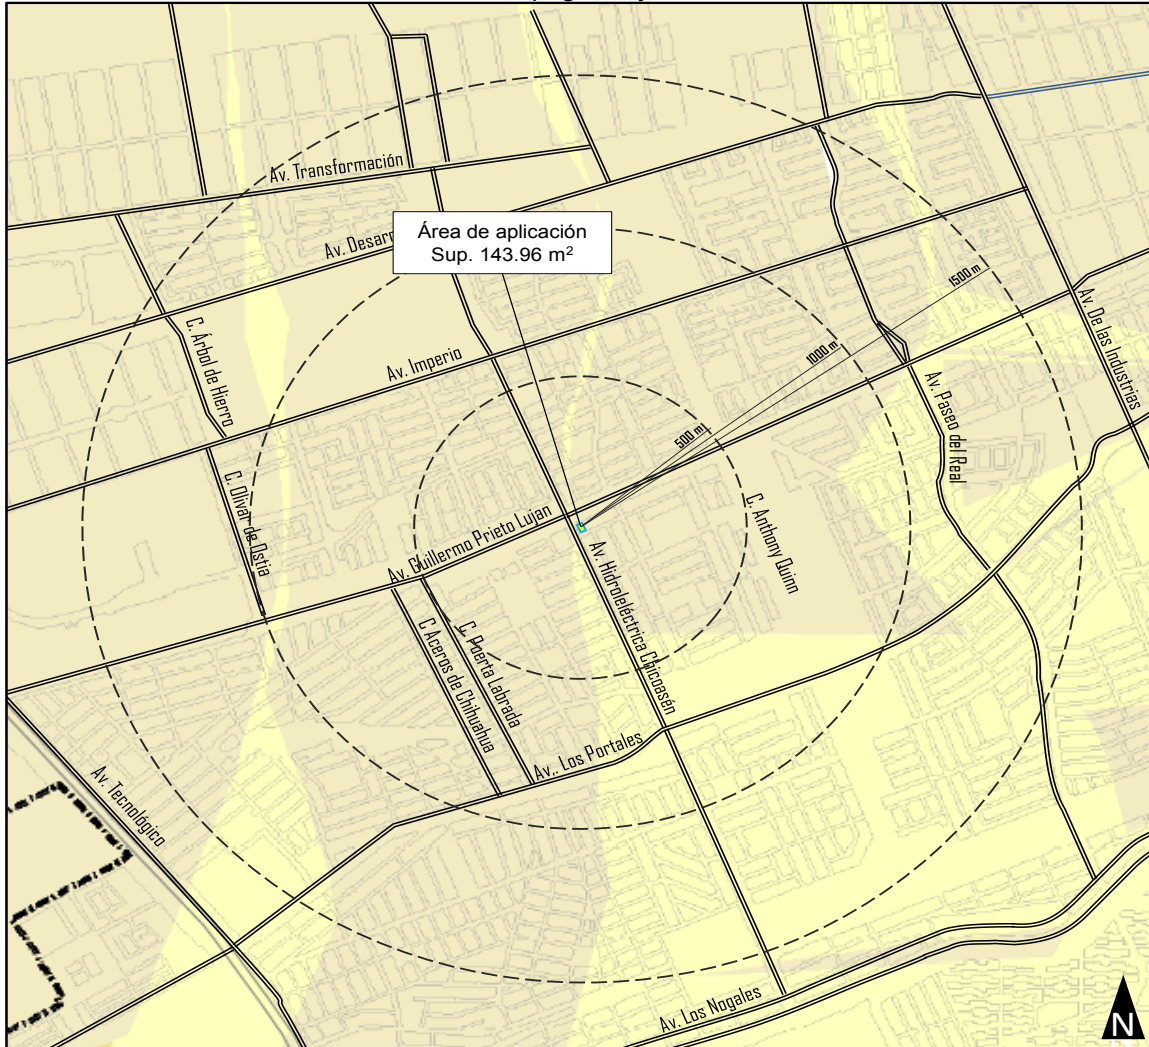 Av. Transformación
Av. Desarr
Área de aplicación
Sup. 143.96 m²
1500 m
Av. De las Industrias
C. Árbol de Hierro
Av. Imperio
1000 m
Av. Paseo del Real
500 m
C. Olivar de Ostia
Av. Guillermo Prieto Lujan
C. Anthony Quinn
Av. Hidroleléctrica Chicoasén
C. Puerta Labrada
C Aceros de Chihuahua
Av.. Los Portales
Av. Tecnológico
Av. Los Nogales
N